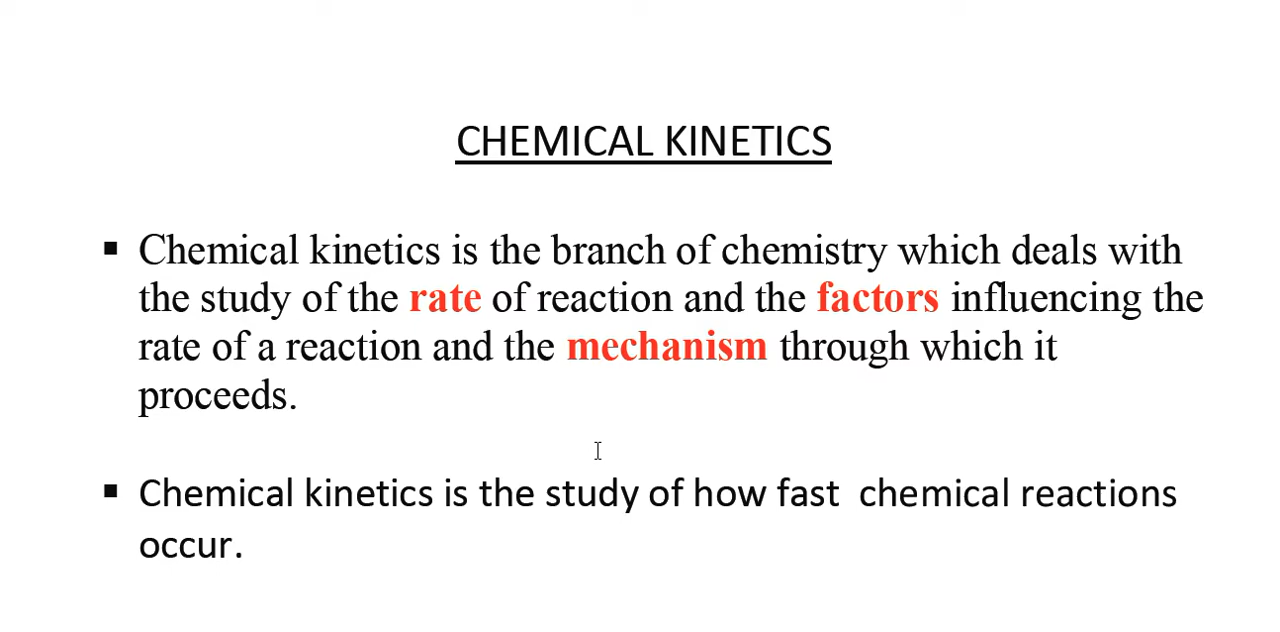 CHEMICAL KINETICS
▪ Chemical kinetics is the branch of chemistry which deals with
the study of the rate of reaction and the factors influencing the
rate of a reaction and the mechanism through which it
proceeds.
▪ Chemical kinetics is the study of how fast  chemical reactions
occur.